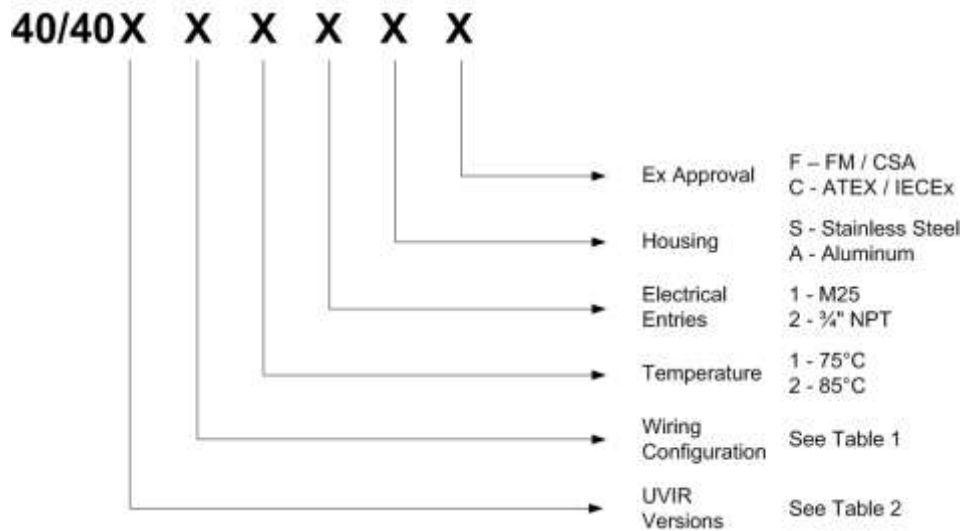 40/40X X X X X X
Ex Approval
F – FM / CSA
C - ATEX / IECEx
Housing
S - Stainless Steel
A - Aluminum
Electrical
Entries
1 - M25
2 - ¾" NPT
Temperature
1 - 75°C
2 - 85°C
Wiring
Configuration
See Table 1
UVIR
Versions
See Table 2